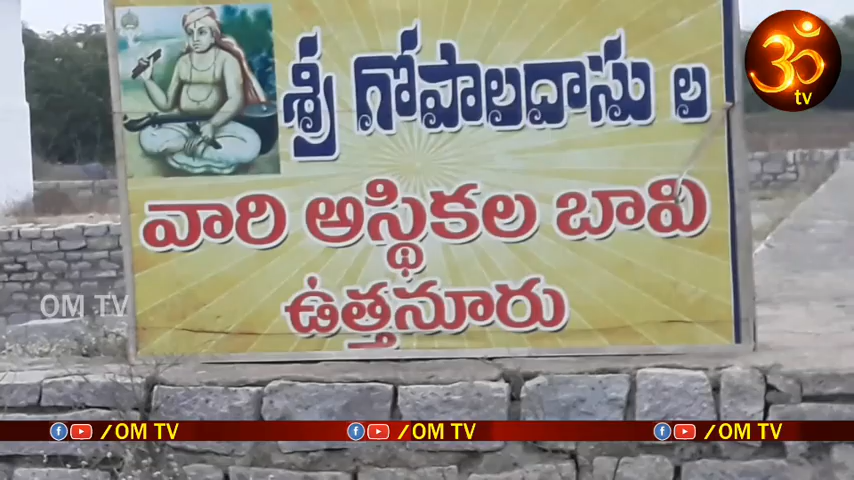 శ్రీ గోపాలదాసు ల
వారి అస్థికల బావి
ఉత్తనూరు
ॐ
tv
OM TV
/OM TV /OM TV /OM TV